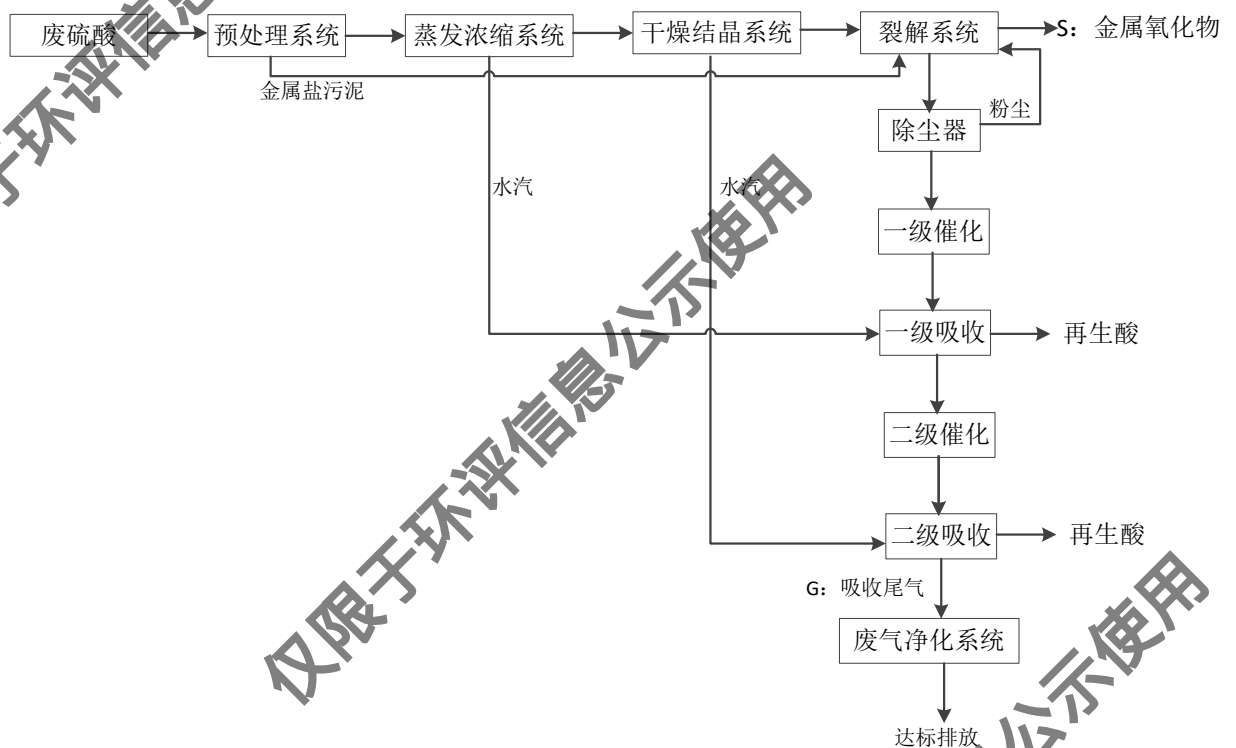 废硫酸
预处理系统
蒸发浓缩系统
干燥结晶系统
裂解系统
S：金属氧化物
金属盐污泥
粉尘
除尘器
水汽
水汽
一级催化
一级吸收
再生酸
二级催化
二级吸收
再生酸
G：吸收尾气
废气净化系统
达标排放
于环评信息
仅限于环评信息公示使用
公示使用